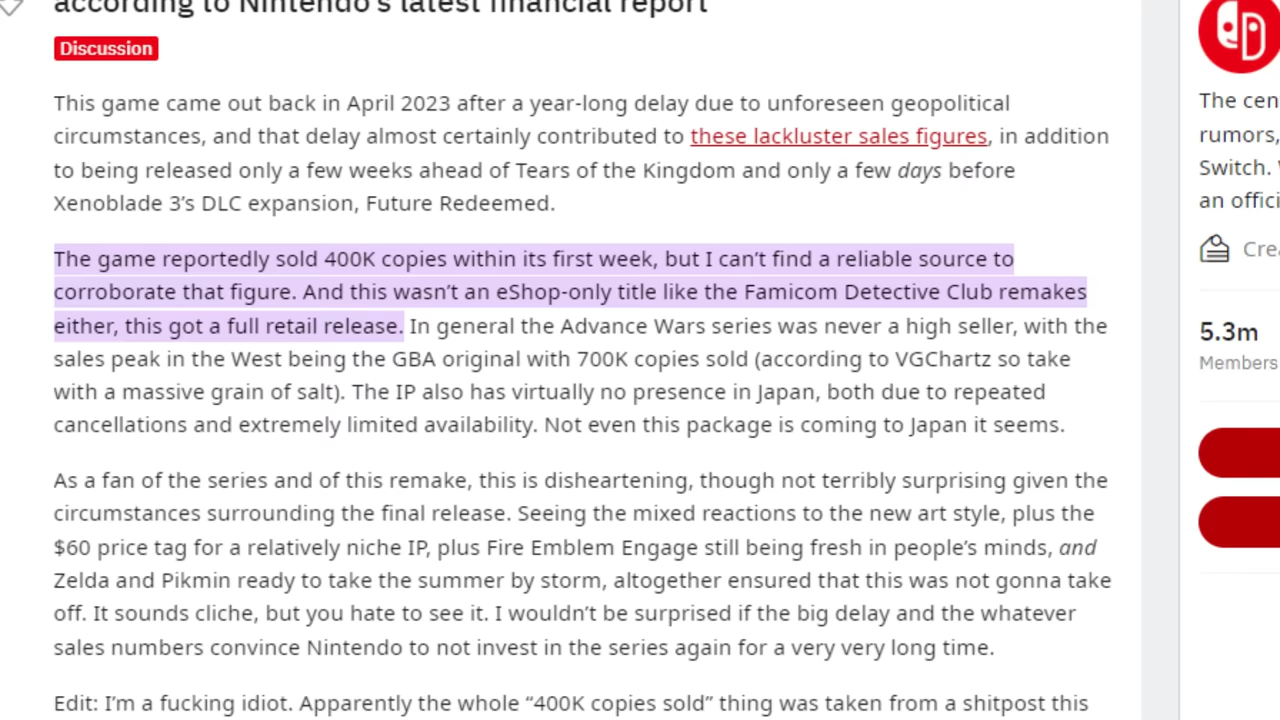 according to Nintendo's latest financial report
Discussion
This game came out back in April 2023 after a year-long delay due to unforeseen geopolitical
circumstances, and that delay almost certainly contributed to these lackluster sales figures, in addition
to being released only a few weeks ahead of Tears of the Kingdom and only a few days before
Xenoblade 3’s DLC expansion, Future Redeemed.
The game reportedly sold 400K copies within its first week, but I can’t find a reliable source to
corroborate that figure. And this wasn’t an eShop-only title like the Famicom Detective Club remakes
either, this got a full retail release. In general the Advance Wars series was never a high seller, with the
sales peak in the West being the GBA original with 700K copies sold (according to VGChartz so take
with a massive grain of salt). The IP also has virtually no presence in Japan, both due to repeated
cancellations and extremely limited availability. Not even this package is coming to Japan it seems.
As a fan of the series and of this remake, this is disheartening, though not terribly surprising given the
circumstances surrounding the final release. Seeing the mixed reactions to the new art style, plus the
$60 price tag for a relatively niche IP, plus Fire Emblem Engage still being fresh in people’s minds, and
Zelda and Pikmin ready to take the summer by storm, altogether ensured that this was not gonna take
off. It sounds cliche, but you hate to see it. I wouldn’t be surprised if the big delay and the whatever
sales numbers convince Nintendo to not invest in the series again for a very very long time.
Edit: I’m a fucking idiot. Apparently the whole “400K copies sold” thing was taken from a shitpost this
The cen
rumors,
Switch.
an offici
Crea
5.3m
Members